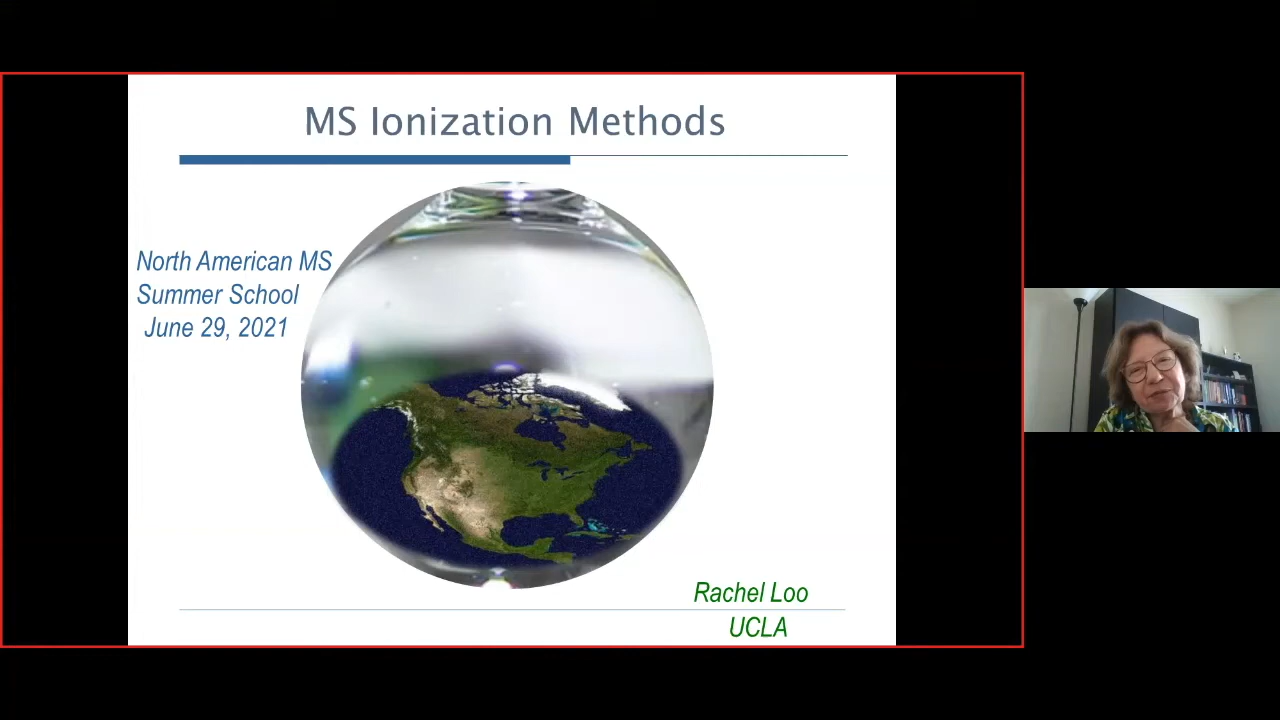 MS Ionization Methods
North American MS
Summer School
June 29, 2021
Rachel Loo
UCLA